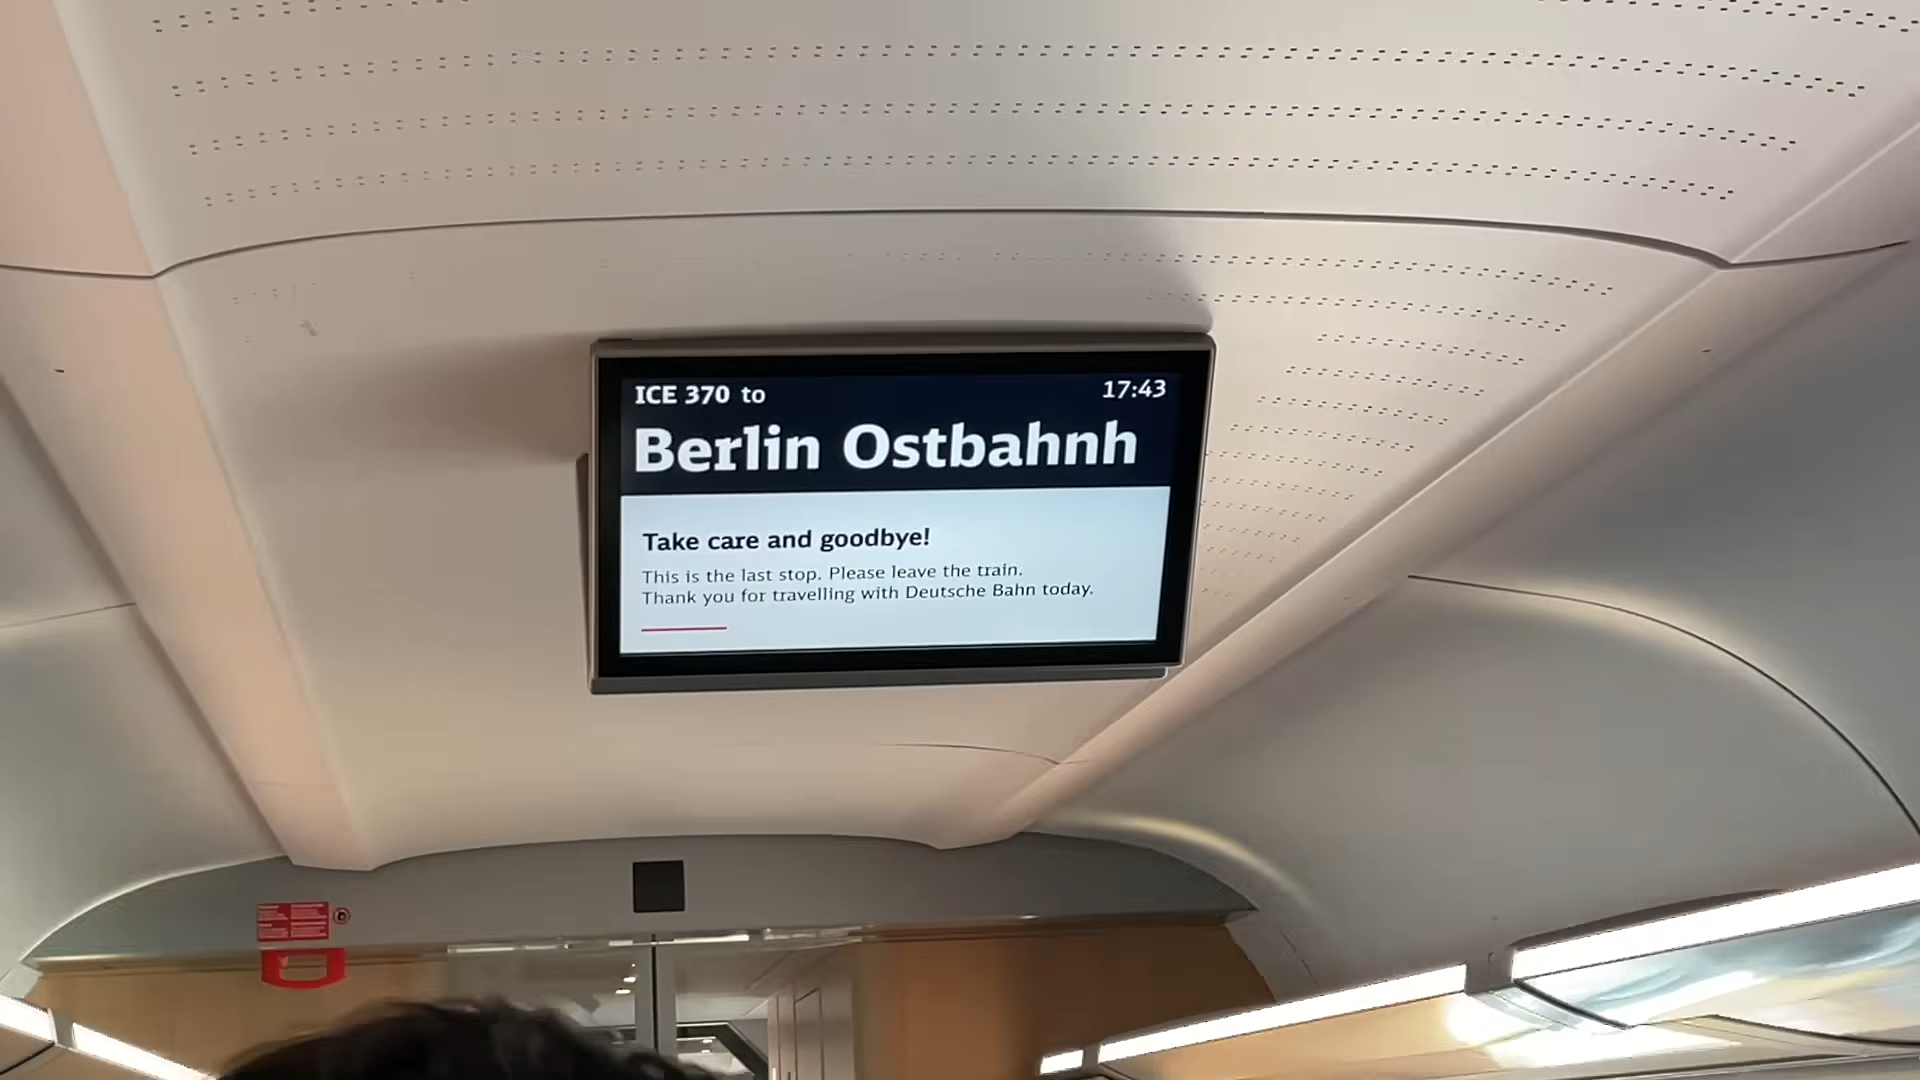 ICE 370 to
17:43
Berlin Ostbahnh
Take care and goodbye!
This is the last stop. Please leave the train.
Thank you for travelling with Deutsche Bahn today.